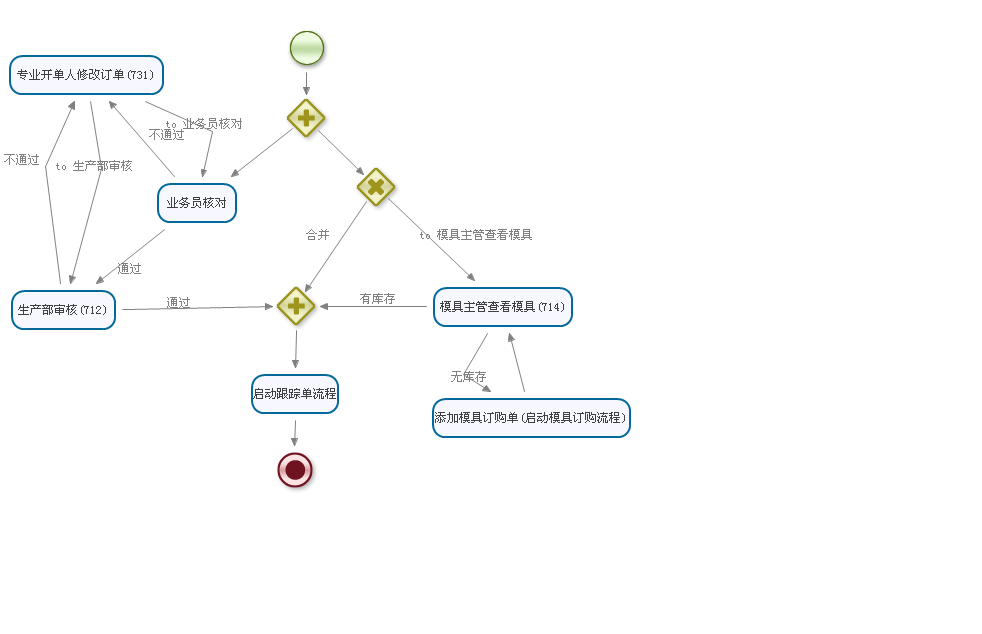 专业开单人修改订单(731)
to 业务员核对
不通过
不通过
to 生产部审核
业务员核对
合并
to 模具主管查看模具
通过
生产部审核(712)
通过
有库存
模具主管查看模具(714)
无库存
启动跟踪单流程
添加模具订购单(启动模具订购流程)